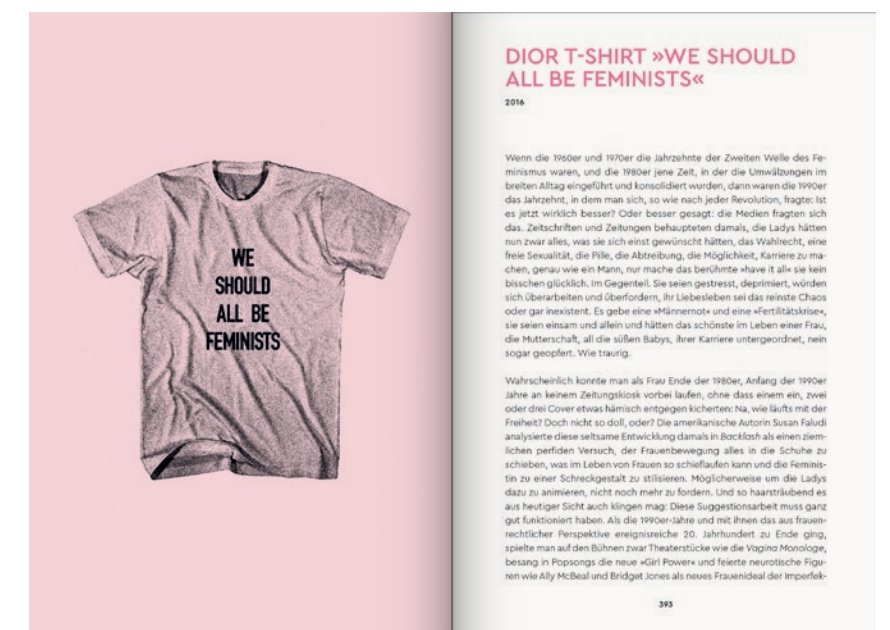 WE
SHOULD
ALL BE
FEMINISTS
DIOR T-SHIRT »WE SHOULD
ALL BE FEMINISTS«
2016
Wenn die 1960er und 1970er die Jahrzehnte der Zweiten Welle des Fe-
minismus waren, und die 1980er jene Zeit, in der die Umwälzungen im
breiten Alltag eingeführt und konsolidiert wurden, dann waren die 1990er
das Jahrzehnt, in dem man sich, so wie nach jeder Revolution, fragte: Ist
es jetzt wirklich besser? Oder besser gesagt: die Medien fragten sich
das. Zeitschriften und Zeitungen behaupteten damals, die Ladys hätten
nun zwar alles, was sie sich einst gewünscht hätten, das Wahlrecht, eine
freie Sexualität, die Pille, die Abtreibung, die Möglichkeit, Karriere zu ma-
chen, genau wie ein Mann, nur mache das berühmte »have it all« sie kein
bisschen glücklich. Im Gegenteil. Sie seien gestresst, deprimiert, würden
sich überarbeiten und überfordern, ihr Liebesleben sei das reinste Chaos
oder gar inexistent. Es gebe eine »Männernot« und eine »Fertilitätskrise«,
sie seien einsam und allein und hätten das schönste im Leben einer Frau,
die Mutterschaft, all die süßen Babys, ihrer Karriere untergeordnet, nein
sogar geopfert. Wie traurig.
Wahrscheinlich konnte man als Frau Ende der 1980er, Anfang der 1990er
Jahre an keinem Zeitungskiosk vorbei laufen, ohne dass einem ein, zwei
oder drei Cover etwas hämisch entgegen kicherten: Na, wie läufts mit der
Freiheit? Doch nicht so doll, oder? Die amerikanische Autorin Susan Faludi
analysierte diese seltsame Entwicklung damals in Backlash als einen ziem-
lichen perfiden Versuch, der Frauenbewegung alles in die Schuhe zu
schieben, was im Leben von Frauen so schieflaufen kann und die Feminis-
tin zu einer Schreckgestalt zu stilisieren. Möglicherweise um die Ladys
dazu zu animieren, nicht noch mehr zu fordern. Und so haarsträubend es
aus heutiger Sicht auch klingen mag: Diese Suggestionsarbeit muss ganz
gut funktioniert haben. Als die 1990er-Jahre und mit ihnen das aus frauen-
rechtlicher Perspektive ereignisreiche 20. Jahrhundert zu Ende ging,
spielte man auf den Bühnen zwar Theaterstücke wie die Vagina Monologe,
besang in Popsongs die neue »Girl Power« und feierte neurotische Figu-
ren wie Ally McBeal und Bridget Jones als neues Frauenideal der Imperfek-
393